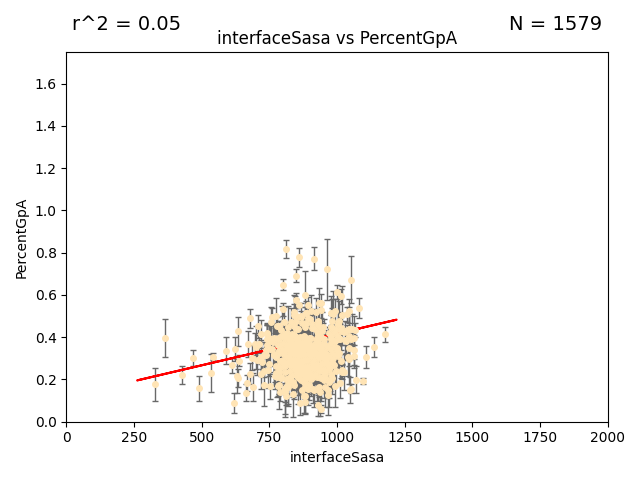 r^2 = 0.05
N = 1579
interfaceSasa vs PercentGpA
PercentGpA
1.6
1.4
1.2
1.0
0.8
0.6
0.4
0.2
0.0
0 250 500 750 1000 1250 1500 1750 2000
interfaceSasa